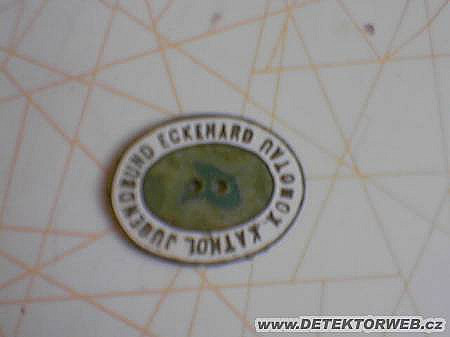 KATHOL. JUGENDBUND ECKEHARD
KOMOTAU
WWW.DETEKTORWEB.cz